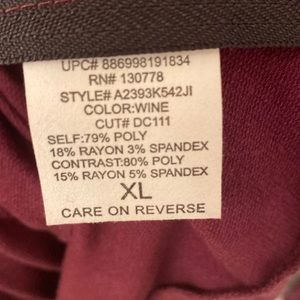 UPC# 886998191834
RN# 130778
STYLE# A2393K542JI
COLOR:WINE
CUT# DC111
SELF:79% POLY
18% RAYON 3% SPANDEX
CONTRAST:80% POLY
15% RAYON 5% SPANDEX
XL
CARE ON REVERSE